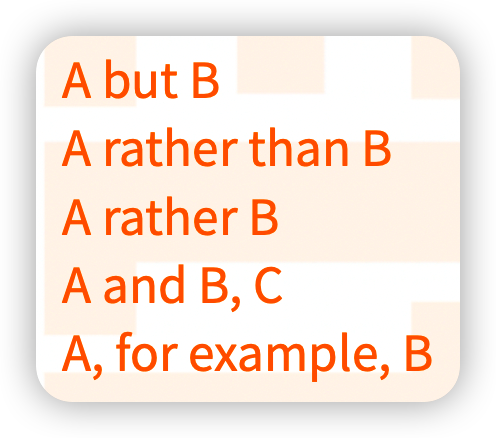 A but B
A rather than B
A rather B
A and B, C
A, for example, B